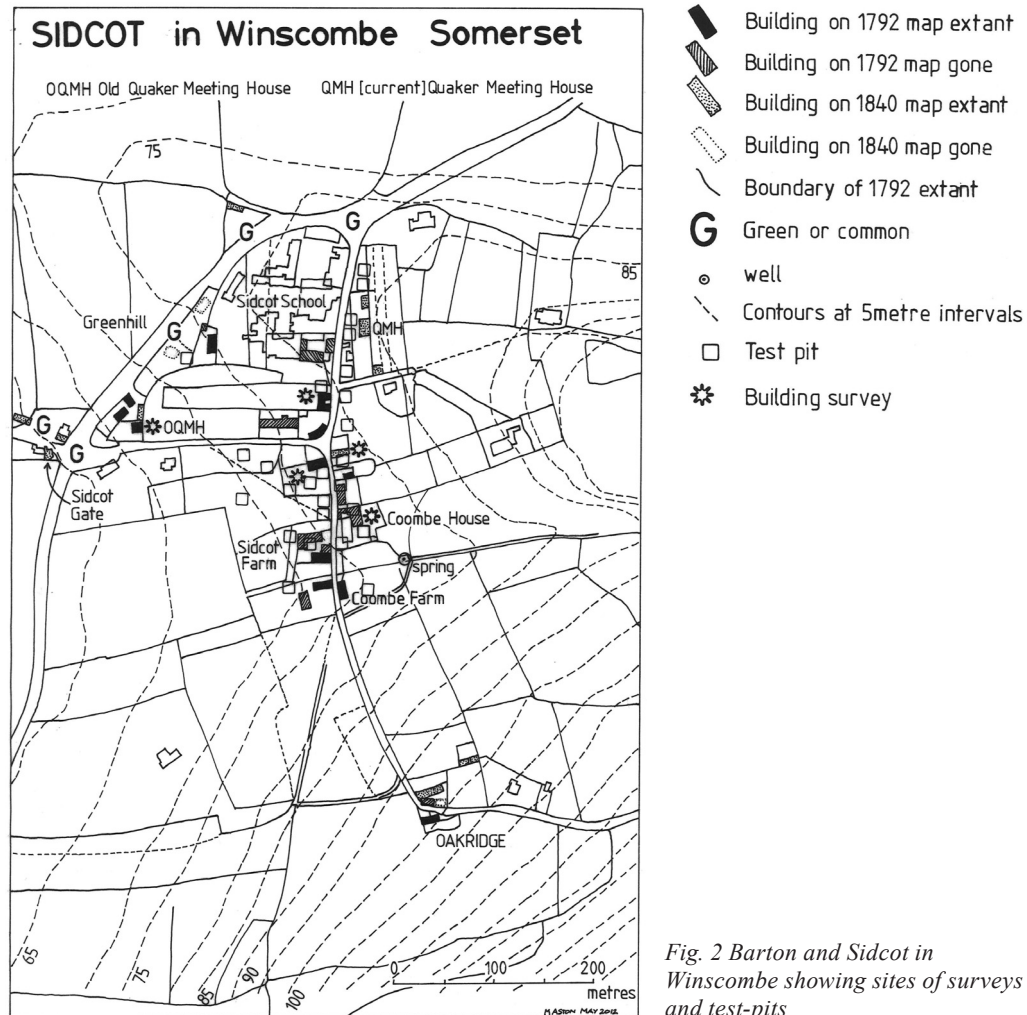 SIDCOT in Winscombe Somerset
OQMH Old Quaker Meeting House QMH [current]Quaker Meeting House
75
G
G
85
Sidcot School
Greenhill
G
QMH
G
OQMH
G
Sidcot
Gate
Coombe House
Sidcot
Farm
spring
Coombe Farm
OAKRIDGE
65
75
85
90
100
0 100 200
metres
M ASTON MAY 2012
Building on 1792 map extant
Building on 1792 map gone
Building on 1840 map extant
Building on 1840 map gone
Boundary of 1792 extant
G Green or common
well
Contours at 5metre intervals
Test pit
Building survey
Fig. 2 Barton and Sidcot in
Winscombe showing sites of surveys
and test-pits